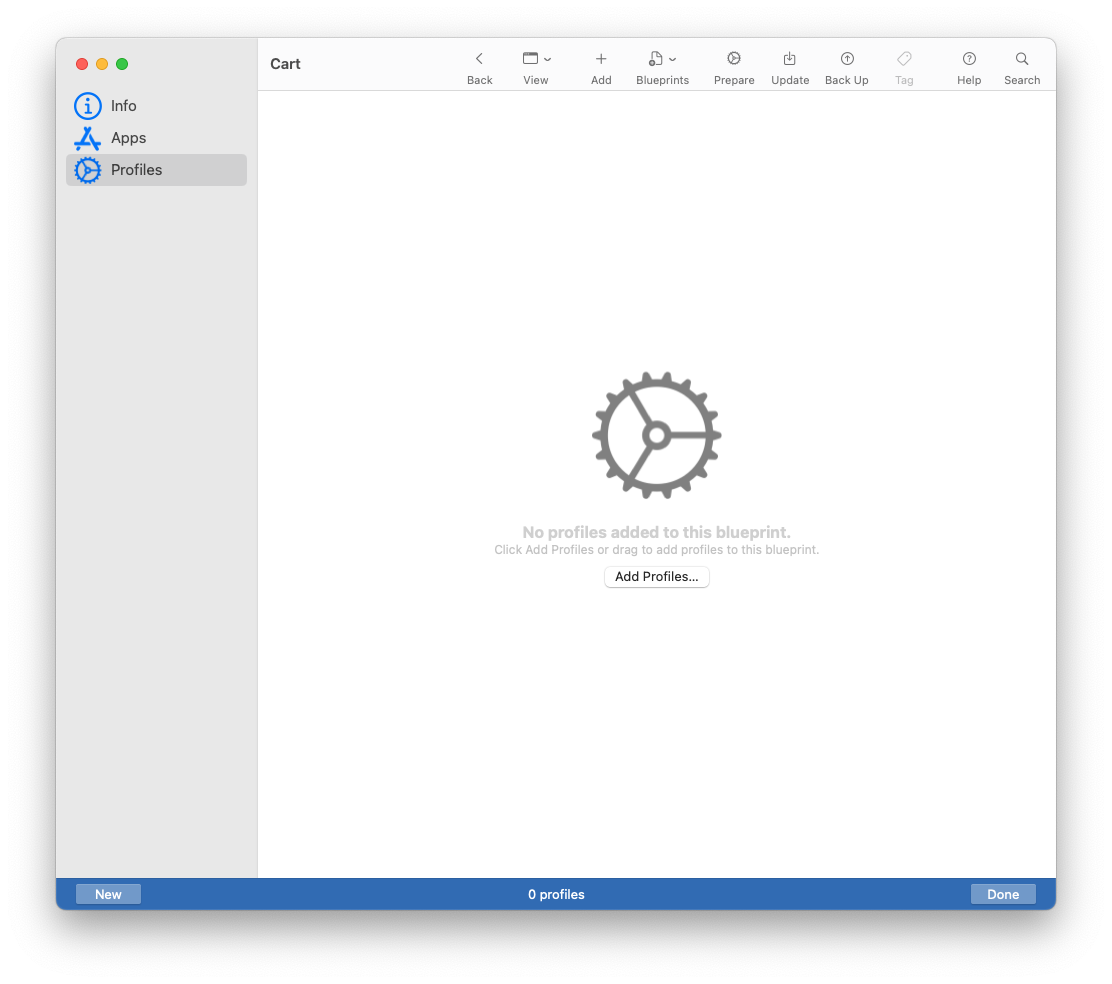 Cart
Back
View
Add
Blueprints
Prepare
Update
Back Up
Tag
Help
Search
Info
Apps
Profiles
No profiles added to this blueprint.
Click Add Profiles or drag to add profiles to this blueprint.
Add Profiles...
New
0 profiles
Done